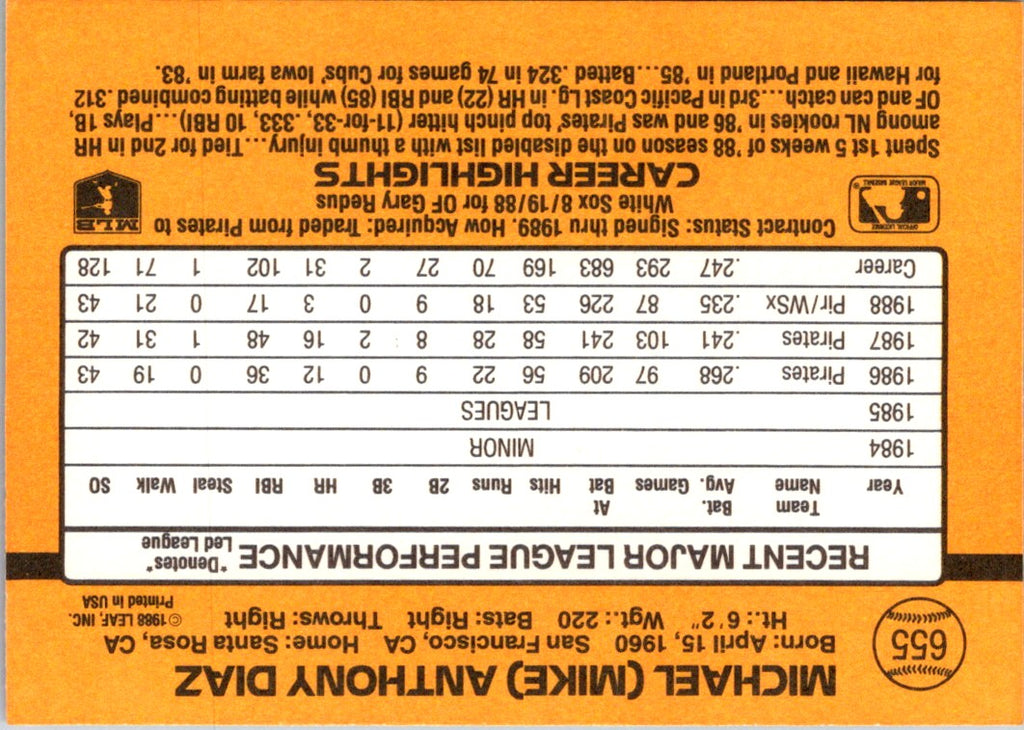 655
MICHAEL (MIKE) ANTHONY DIAZ
Born: April 15, 1960 San Francisco, CA Home: Santa Rosa, CA
Ht.: 6'2" Wgt.: 220 Bats: Right Throws: Right
© 1988 LEAF, INC.
Printed in USA
RECENT MAJOR LEAGUE PERFORMANCE *Denotes* Led League
Year Team Name Bat. Avg. Games At Bat Hits Runs 2B 3B HR RBI Steal Walk SO
1984 MINOR
1985 LEAGUES
1986 Pirates .268 97 209 56 22 9 0 12 36 0 19 43
1987 Pirates .241 103 241 58 28 8 2 16 48 1 31 42
1988 Pir/WSx .235 87 226 53 18 9 0 3 17 0 21 43
Career .247 293 683 169 70 27 2 31 102 1 71 128
OFFICIAL LICENSEE
MAJOR LEAGUE BASEBALL®
Contract Status: Signed thru 1989. How Acquired: Traded from Pirates to
White Sox 8/19/88 for OF Gary Redus
MLB
CAREER HIGHLIGHTS
Spent 1st 5 weeks of '88 season on the disabled list with a thumb injury...Tied for 2nd in HR
among NL rookies in '86 and was Pirates' top pinch hitter (11-for-33, .333, 10 RBI)...Plays 1B,
OF and can catch...3rd in Pacific Coast Lg. in HR (22) and RBI (85) while batting combined .312
for Hawaii and Portland in '85...Batted .324 in 74 games for Cubs' Iowa farm in '83.